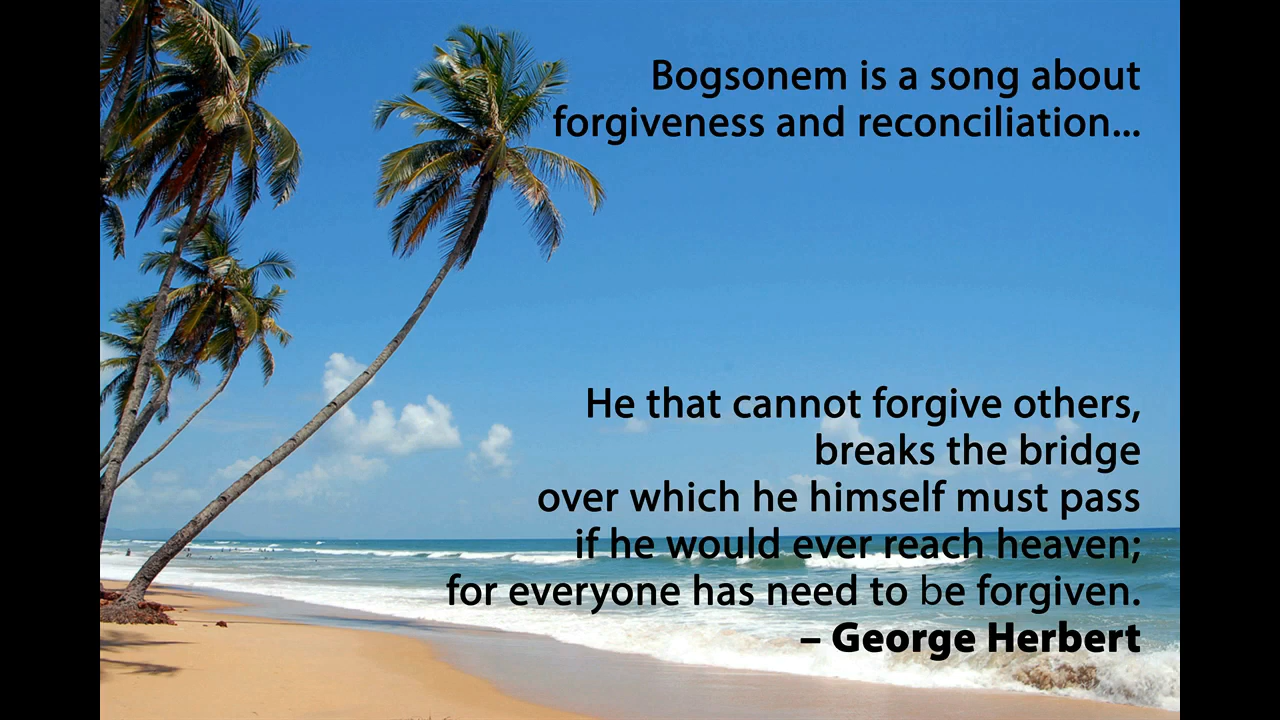 Bogsonem is a song about
forgiveness and reconciliation...
He that cannot forgive others,
breaks the bridge
over which he himself must pass
if he would ever reach heaven;
for everyone has need to be forgiven.
– George Herbert